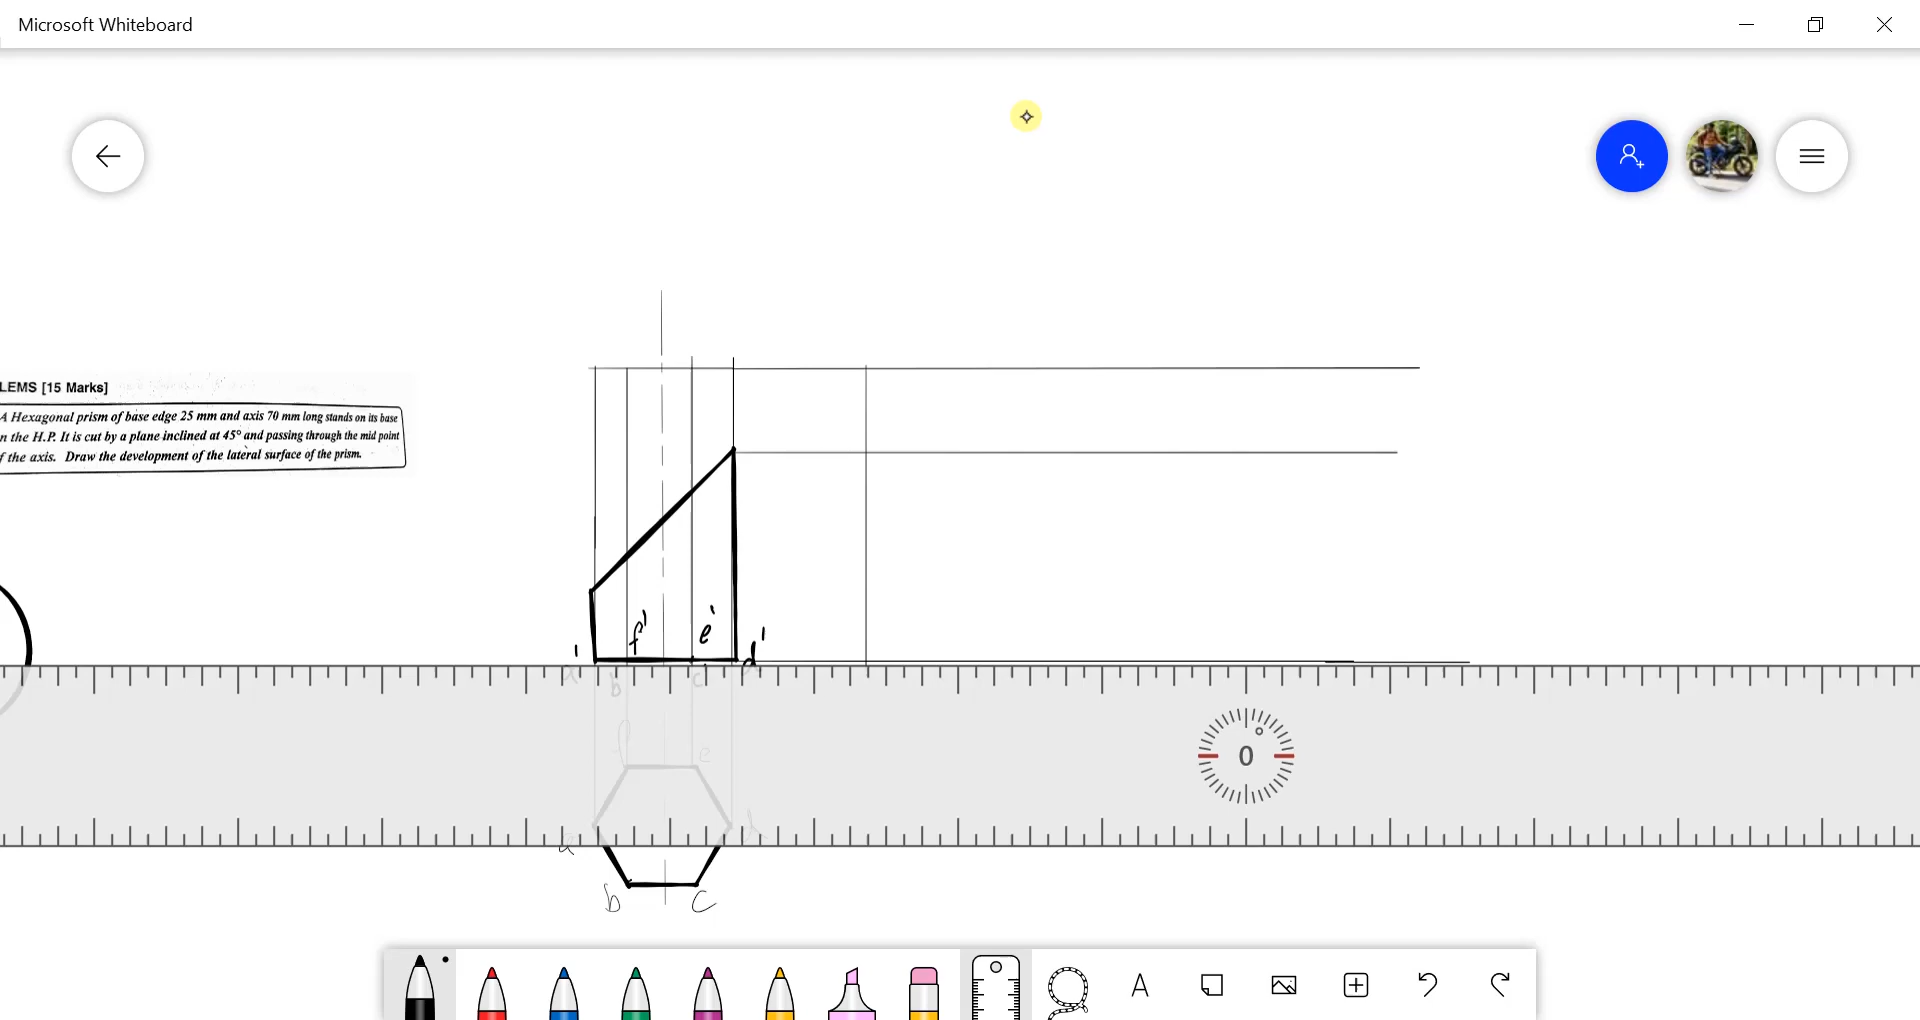 Microsoft Whiteboard
LEMS [15 Marks]
A Hexagonal prism of base edge 25 mm and axis 70 mm long stands on its base
n the H.P. It is cut by a plane inclined at 45° and passing through the mid point
f the axis. Draw the development of the lateral surface of the prism.
f' e'
a' d'
b c
f e
0°
a d
b c
A